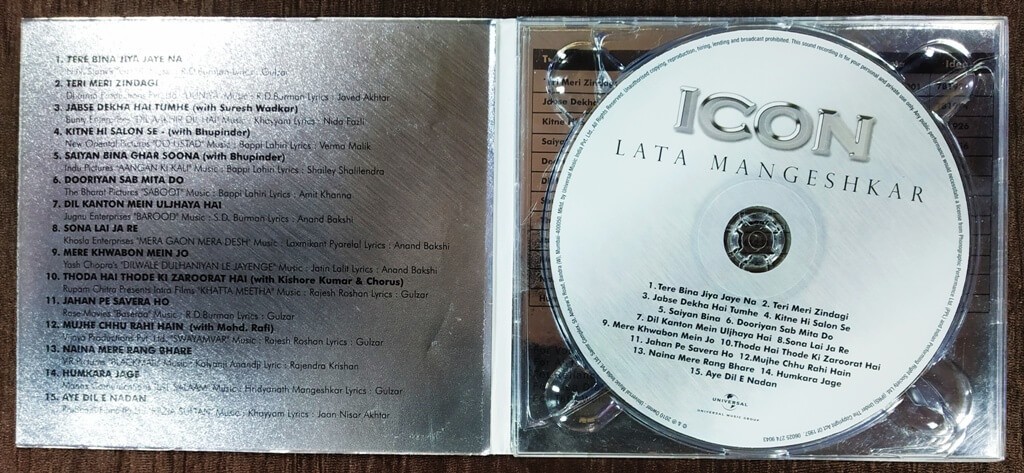 1. TERE BINA JIYA JAYE NA
R.D.Burman Lyrics : Gulzar
2. TERI MERI ZINDAGI
Music : R.D.Burman Lyrics : Javed Akhtar
3. JABSE DEKHA HAI TUMHE (with Suresh Wadkar)
Music : Khayyam Lyrics : Nida Fazli
4. KITNE HI SALON SE - (with Bhupinder)
New Oriental Pictures "DO USTAD" Music : Bappi Lahiri Lyrics : Verma Malik
5. SAIYAN BINA GHAR SOONA (with Bhupinder)
Indu Pictures "AANGAN KI KALI" Music : Bappi Lahiri Lyrics : Shailey Shalilendra
6. DOORIYAN SAB MITA DO
The Bharat Pictures "SABOOT" Music : Bappi Lahiri Lyrics : Amit Khanna
7. DIL KANTON MEIN ULJHAYA HAI
Jugnu Enterprises "BAROOD" Music : S.D. Burman Lyrics : Anand Bakshi
8. SONA LAI JA RE
Khosla Enterprises "MERA GAON MERA DESH" Music : Laxmikant Pyarelal Lyrics : Anand Bakshi
9. MERE KHWABON MEIN JO
Yash Chopra's "DILWALE DULHANIYAN LE JAYENGE" Music : Jatin Lalit Lyrics : Anand Bakshi
10. THODA HAI THODE KI ZAROORAT HAI (with Kishore Kumar & Chorus)
Rupam Chitra Presents Intra Films "KHATTA MEETHA" Music : Rajesh Roshan Lyrics : Gulzar
11. JAHAN PE SAVERA HO
Rose Movies "Baseraa" Music : R.D.Burman Lyrics : Gulzar
12. MUJHE CHHU RAHI HAIN (with Mohd. Rafi)
Pvt. Ltd. "SWAYAMVAR" Music : Rajesh Roshan Lyrics : Gulzar
13. NAINA MERE RANG BHARE
Music : Kalyanji Anandji Lyrics : Rajendra Krishan
14. HUMKARA JAGE
Music : Hridyanath Mangeshkar Lyrics : Gulzar
15. AYE DIL E NADAN
"RAZIA SULTAN" Music : Khayyam Lyrics : Jaan Nisar Akhtar
ICON
LATA MANGESHKAR
1.Tere Bina Jiya Jaye Na 2. Teri Meri Zindagi
3. Jabse Dekha Hai Tumhe 4. Kitne Hi Salon Se
5. Saiyan Bina 6. Dooriyan Sab Mita Do
7. Dil Kanton Mein Uljhaya Hai 8.Sona Lai Ja Re
9. Mere Khwabon Mein Jo 10.Thoda Hai Thode Ki Zaroorat Hai
11. Jahan Pe Savera Ho 12.Mujhe Chhu Rahi Hain
13. Naina Mere Rang Bhare 14. Humkara Jage
15. Aye Dil E Nadan
UNIVERSAL
UNIVERSAL MUSIC GROUP